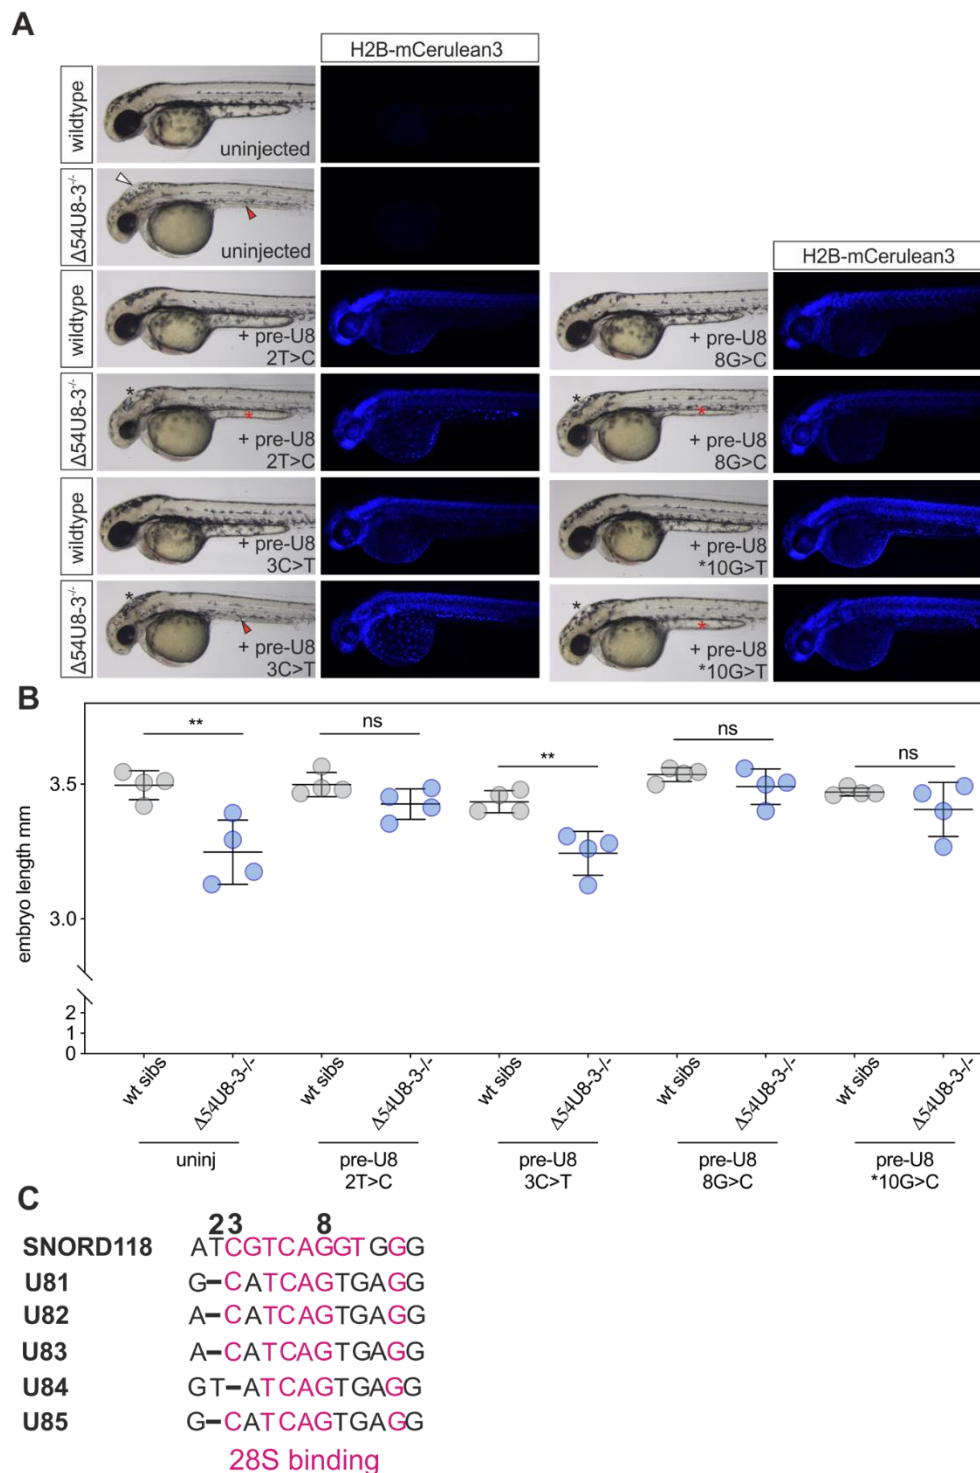 A
H2B-mCerulean3
wildtype
uninjected
Δ54U8-3-/-
uninjected
H2B-mCerulean3
wildtype
+ pre-U8
2T>C
+ pre-U8
8G>C
Δ54U8-3-/-
*
*
+ pre-U8
2T>C
*
*
+ pre-U8
8G>C
wildtype
+ pre-U8
3C>T
+ pre-U8
*10G>T
Δ54U8-3-/-
*
+ pre-U8
3C>T
*
*
+ pre-U8
*10G>T
B
embryo length mm
** ns ** ns ns
3.5
3.0
2
1
0
wt sibs Δ54U8-3-/- wt sibs Δ54U8-3-/- wt sibs Δ54U8-3-/- wt sibs Δ54U8-3-/- wt sibs Δ54U8-3-/-
uninj pre-U8 pre-U8 pre-U8 pre-U8
2T>C 3C>T 8G>C *10G>C
C
23 8
SNORD118 ATCGTCAGGTGGG
U81 G-CATCAGTGAGG
U82 A-CATCAGTGAGG
U83 A-CATCAGTGAGG
U84 GT-ATCAGTGAGG
U85 G-CATCAGTGAGG
28S binding